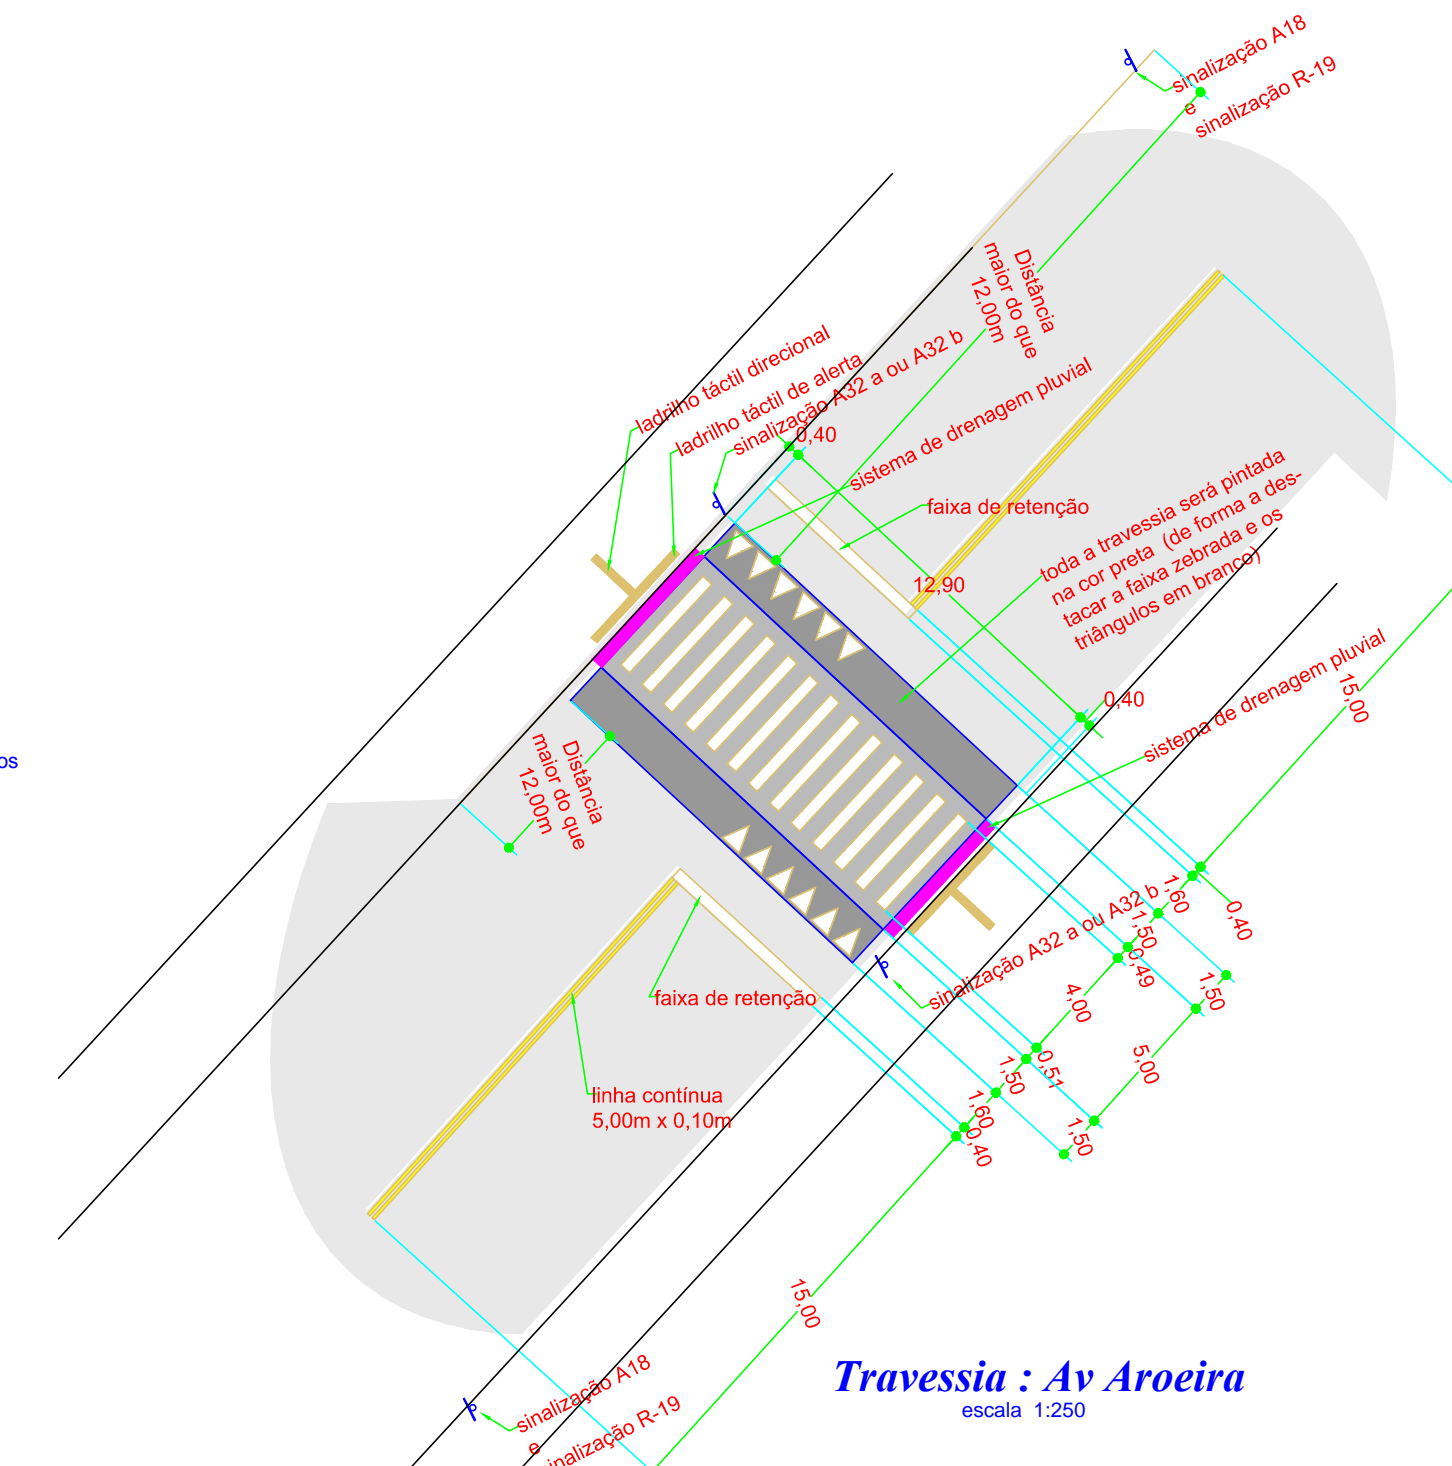 sinalização A18
e
sinalização R-19
Distância
maior do que
12,00m
ladrilho táctil direcional
ladrilho táctil de alerta
sinalização A32 a ou A32 b
0,40
sistema de drenagem pluvial
faixa de retenção
toda a travessia será pintada
na cor preta (de forma a des-
tacar a faixa zebrada e os
triângulos em branco)
12,90
0,40
sistema de drenagem pluvial
15,00
os
Distância
maior do que
12,00m
sinalização A32 a ou A32 b
1,60
0,40
1,50
0,49
1,50
4,00
5,00
0,51
1,50
1,50
1,60
0,40
faixa de retenção
linha contínua
5,00m x 0,10m
15,00
Travessia : Av Aroeira
escala 1:250
sinalização A18
e
sinalização R-19